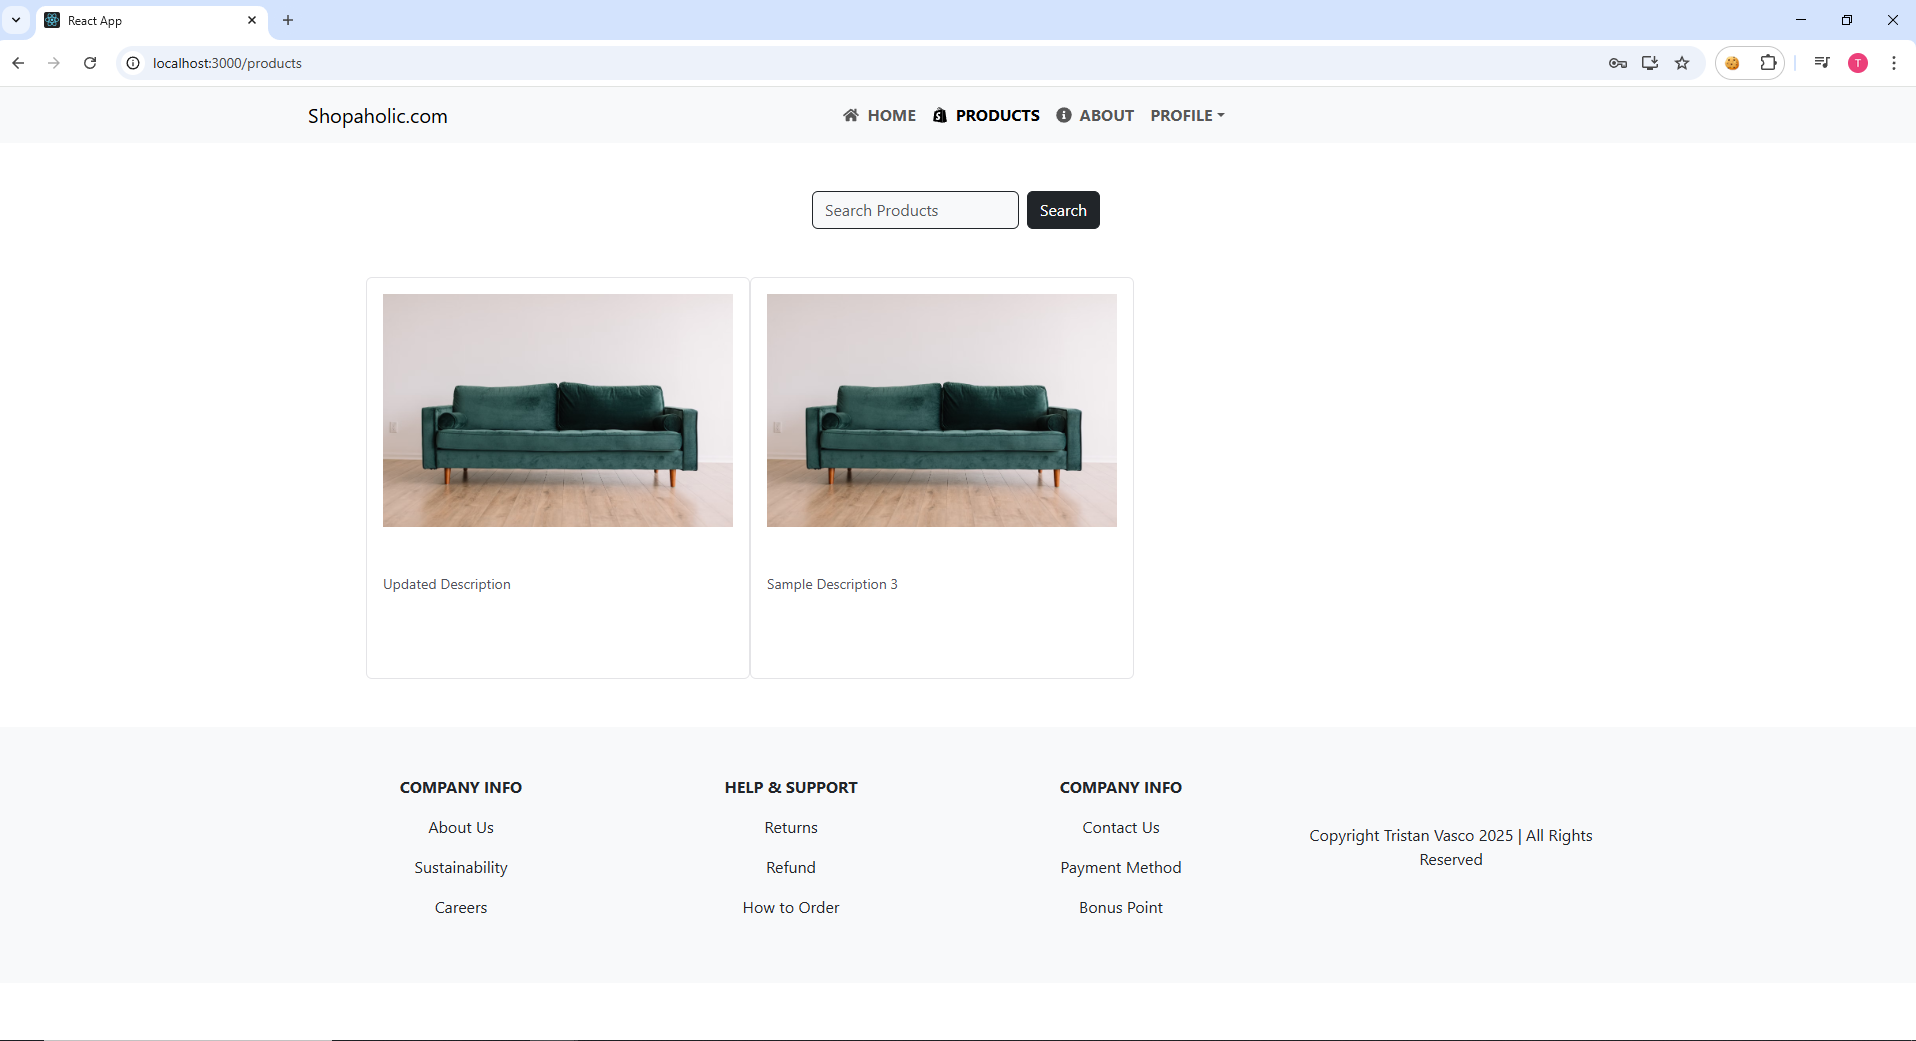 React App
localhost:3000/products
T
Shopaholic.com
HOME PRODUCTS ABOUT PROFILE
Search Products Search
Updated Description
Sample Description 3
COMPANY INFO
About Us
Sustainability
Careers
HELP & SUPPORT
Returns
Refund
How to Order
COMPANY INFO
Contact Us
Payment Method
Bonus Point
Copyright Tristan Vasco 2025 | All Rights
Reserved